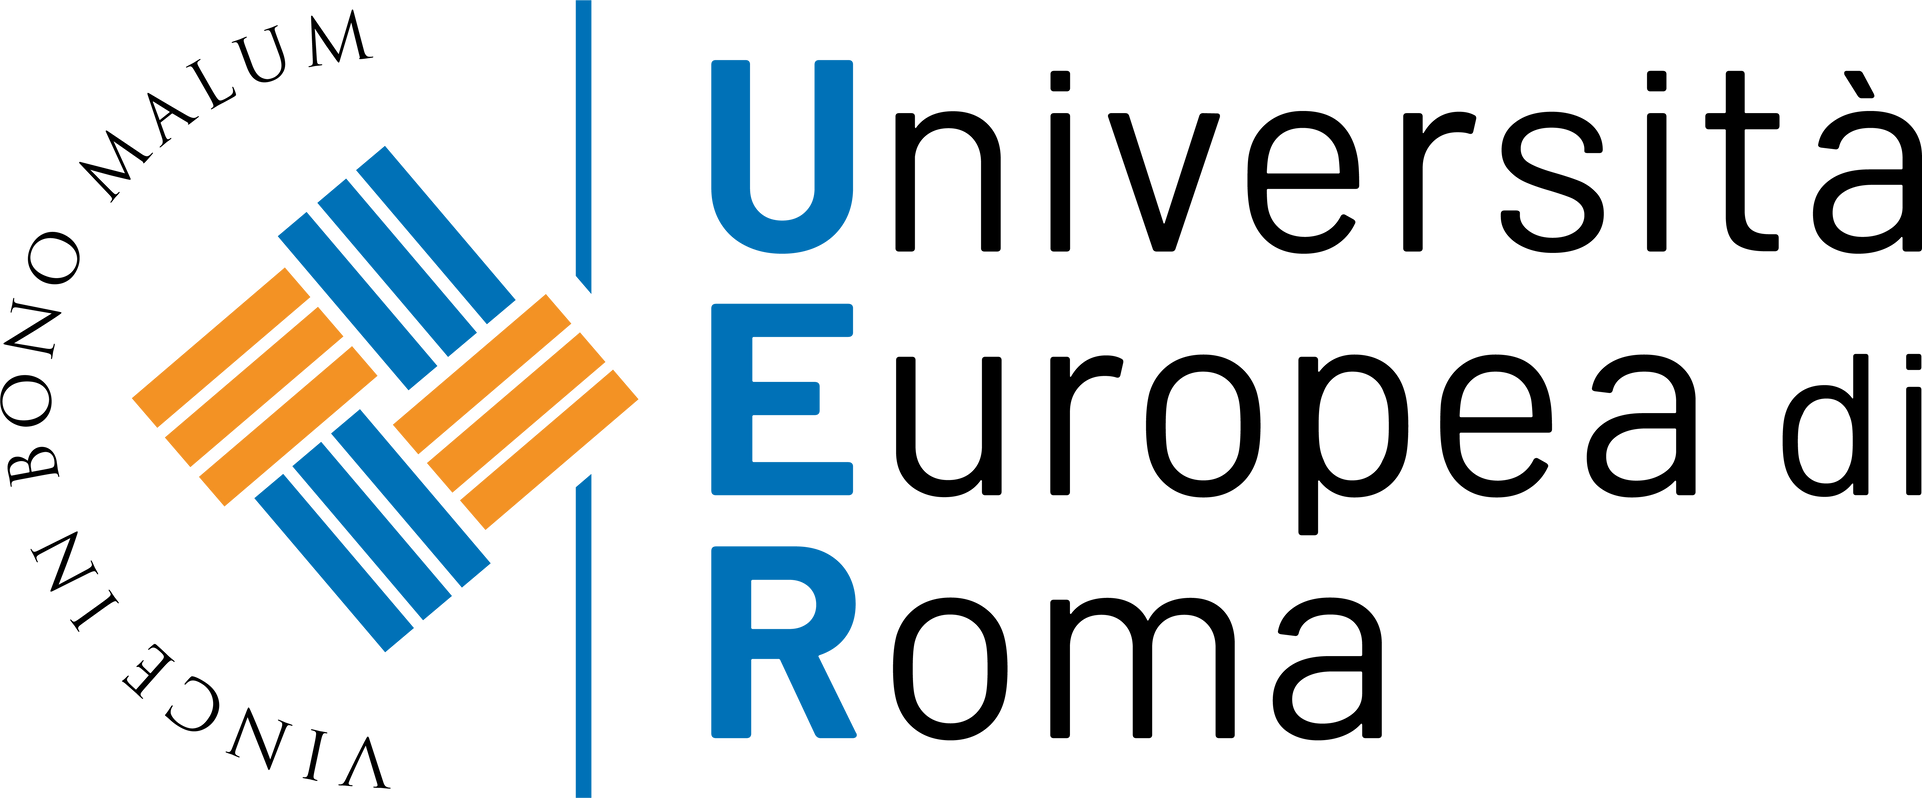 VINCE IN BONO MALUM
Università
Europea di
Roma